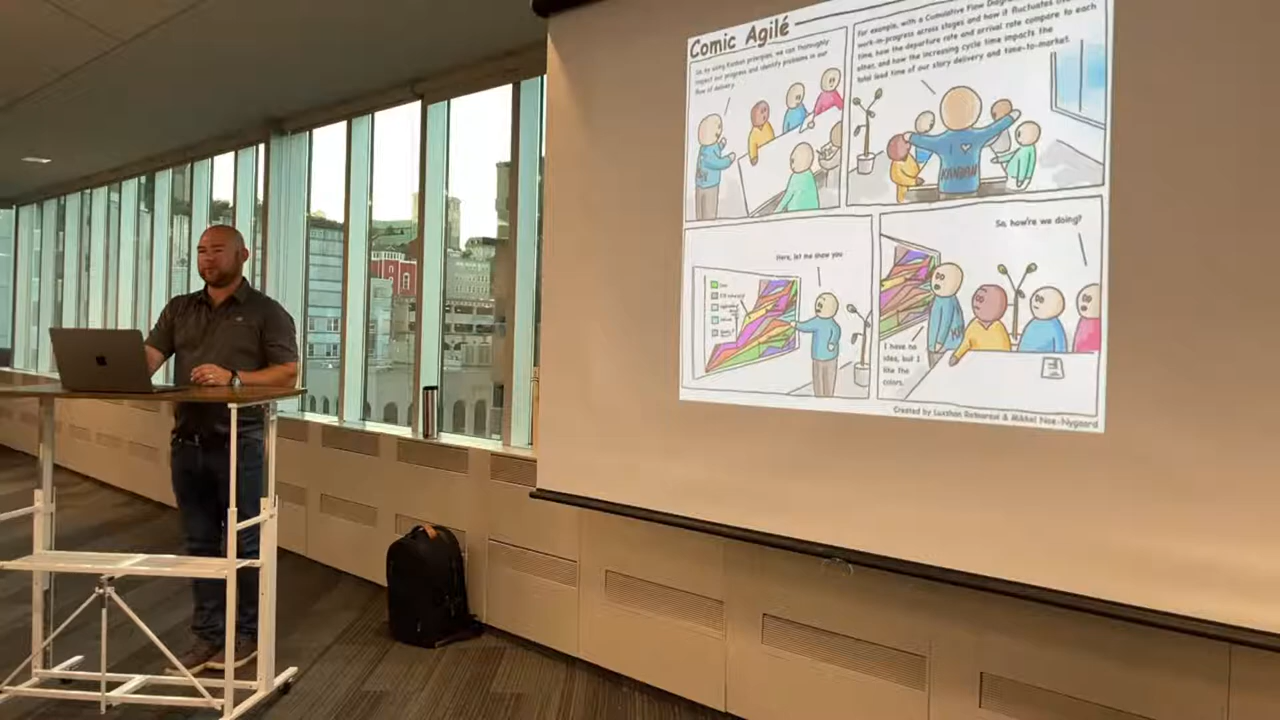 Comic Agilé
So, by using Kanban principles, we can thoroughly
inspect our progress and identify problems in our
flow of delivery
For example, with a Cumulative Flow Diagram
work-in-progress across stages and how it fluctuates over
time, how the departure rate and arrival rate compare to each
other, and how the increasing cycle time impacts the
total lead time of our story delivery and time-to-market.
KANBAN
Here, let me show you
So, how're we doing?
I have no
idea, but I
like the
colors.
Created by Luxshan Ratnaravi & Mikkel Noe-Nygaard